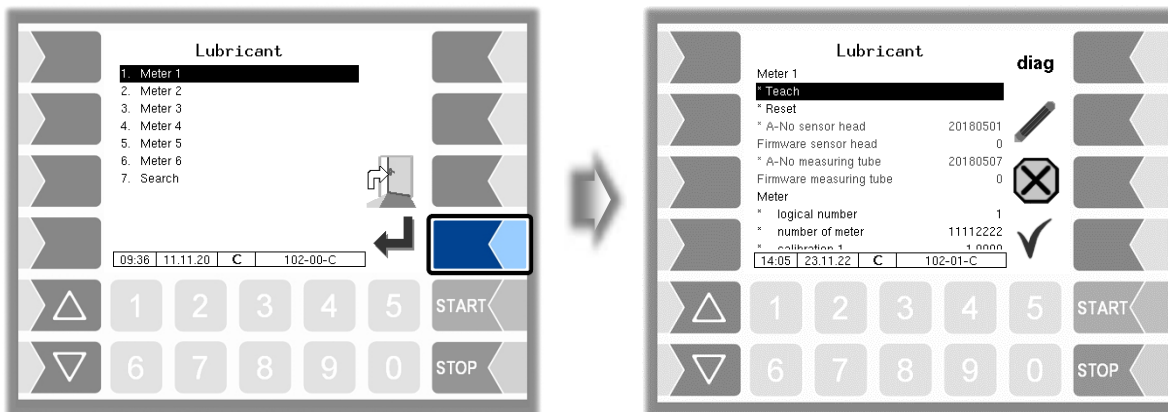 Lubricant
1. Meter 1
2. Meter 2
3. Meter 3
4. Meter 4
5. Meter 5
6. Meter 6
7. Search
09:36 11.11.20 C 102-00-C
1 2 3 4 5 START
6 7 8 9 0 STOP
Lubricant
diag
Meter 1
* Teach
* Reset
* A-No sensor head 20180501
Firmware sensor head 0
* A-No measuring tube 20180507
Firmware measuring tube 0
Meter
* logical number 1
* number of meter 11112222
* calibration 1 1.0000
14:05 23.11.22 C 102-01-C
1 2 3 4 5 START
6 7 8 9 0 STOP